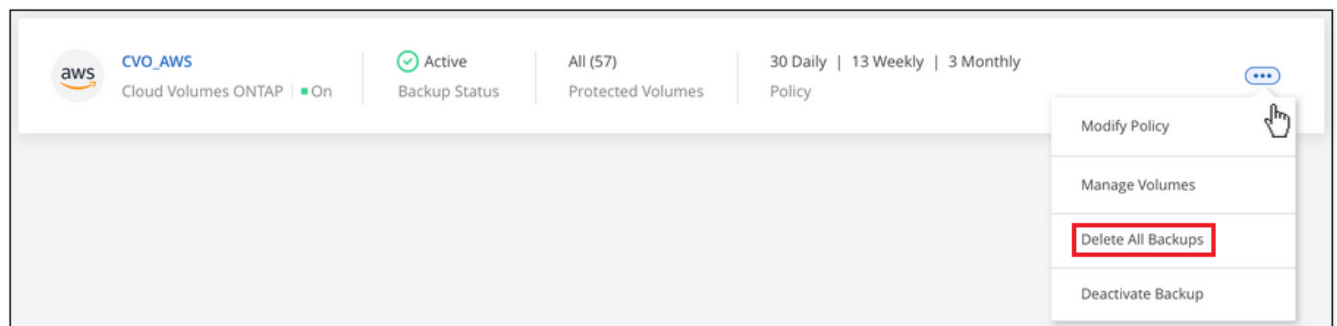 aws
CVO_AWS
Cloud Volumes ONTAP | On
Active
Backup Status
All (57)
Protected Volumes
30 Daily | 13 Weekly | 3 Monthly
Policy
Modify Policy
Manage Volumes
Delete All Backups
Deactivate Backup